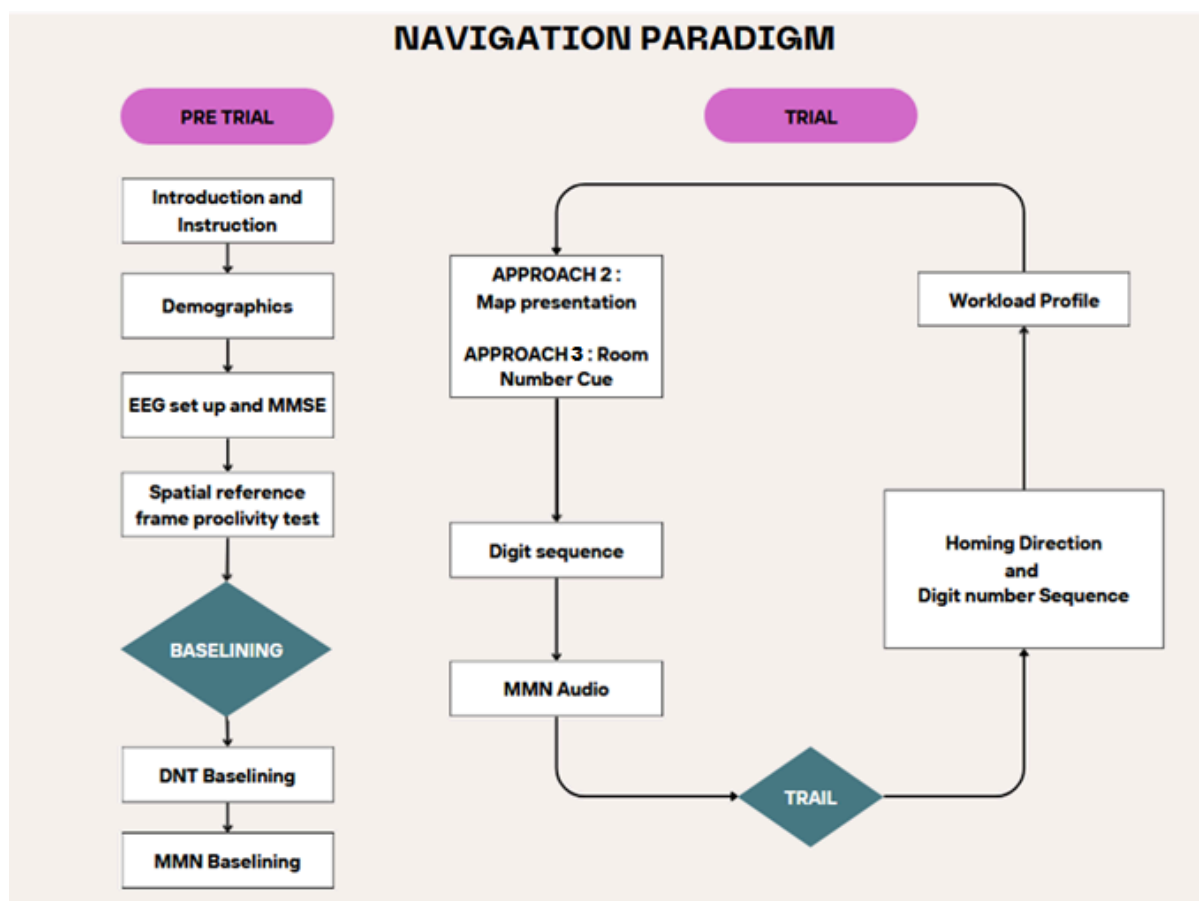 NAVIGATION PARADIGM
PRE TRIAL
Introduction and
Instruction
Demographics
EEG set up and MMSE
Spatial reference
frame proclivity test
BASELINING
DNT Baselining
MMN Baselining
TRIAL
APPROACH 2 :
Map presentation
APPROACH 3 : Room
Number Cue
Digit sequence
MMN Audio
TRAIL
Homing Direction
and
Digit number Sequence
Workload Profile